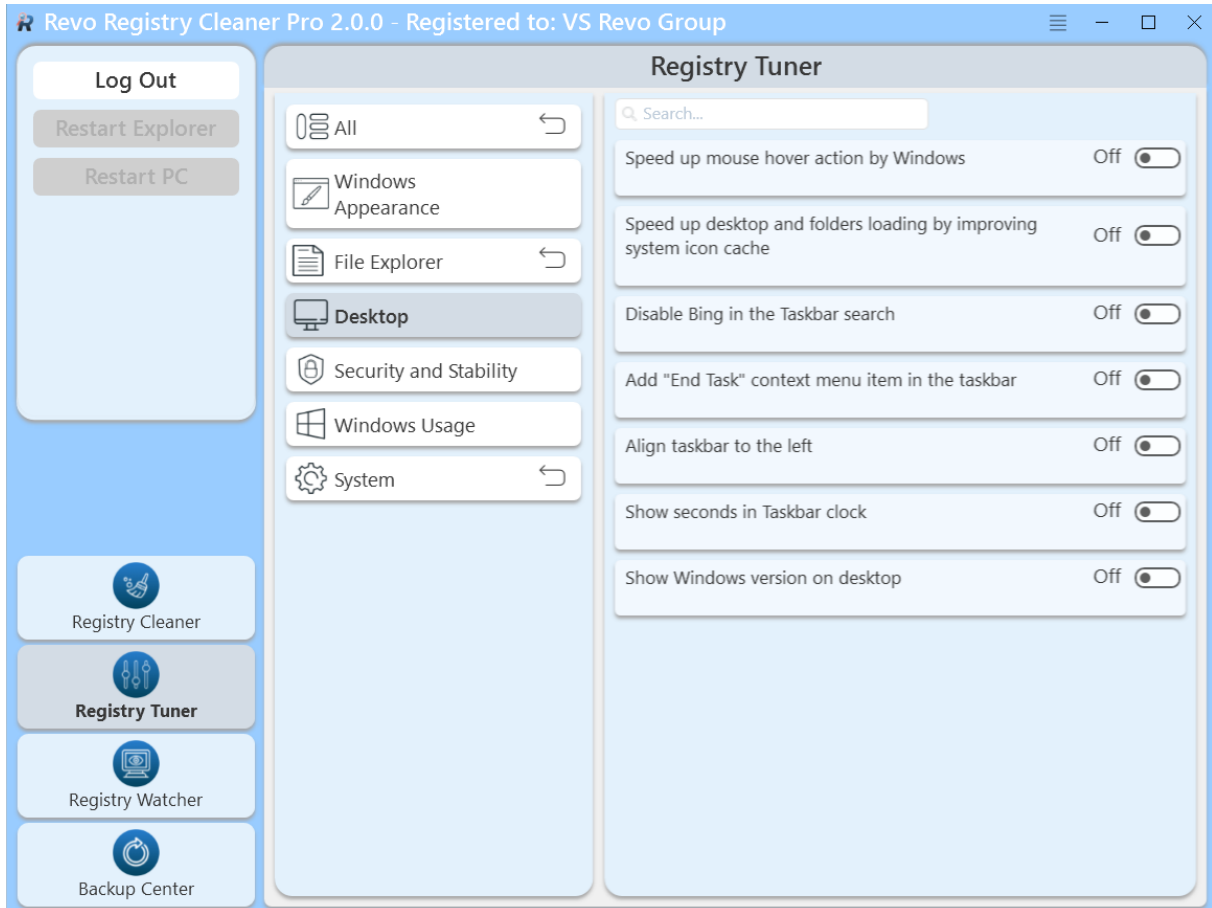 Revo Registry Cleaner Pro 2.0.0 - Registered to: VS Revo Group
Log Out
Restart Explorer
Restart PC
Registry Cleaner
Registry Tuner
Registry Watcher
Backup Center
Registry Tuner
All
Windows
Appearance
File Explorer
Desktop
Security and Stability
Windows Usage
System
Search...
Speed up mouse hover action by Windows Off
Speed up desktop and folders loading by improving
system icon cache Off
Disable Bing in the Taskbar search Off
Add "End Task" context menu item in the taskbar Off
Align taskbar to the left Off
Show seconds in Taskbar clock Off
Show Windows version on desktop Off